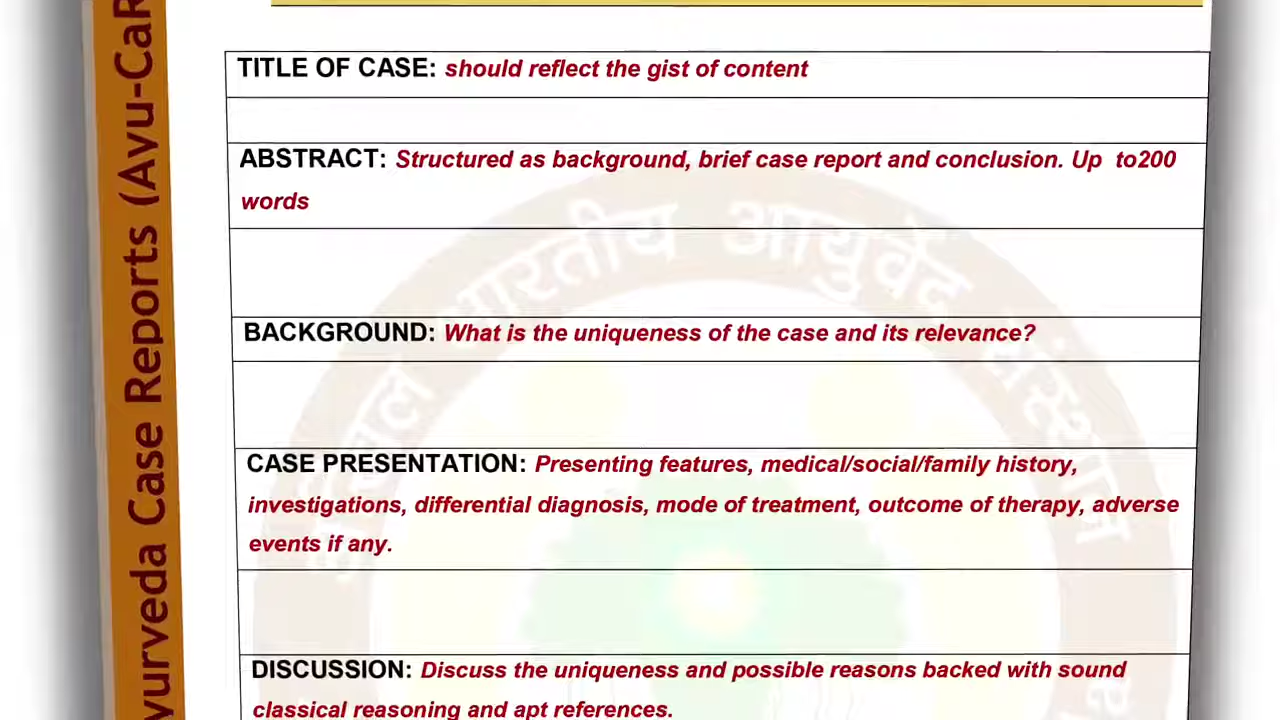 TITLE OF CASE: should reflect the gist of content
ABSTRACT: Structured as background, brief case report and conclusion. Up  to200
words
BACKGROUND: What is the uniqueness of the case and its relevance?
CASE PRESENTATION: Presenting features, medical/social/family history,
investigations, differential diagnosis, mode of treatment, outcome of therapy, adverse
events if any.
DISCUSSION: Discuss the uniqueness and possible reasons backed with sound
classical reasoning and apt references.
yurveda Case Reports (Ayu-CaR
भारतीय आयुर्वेद संस्थान